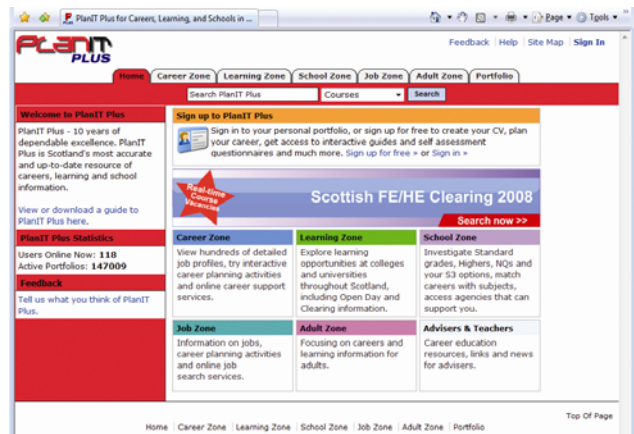 PlanIT Plus for Careers, Learning, and Schools in ...
Page
Tools
PLANIT
PLUS
Feedback Help Site Map Sign In
Home Career Zone Learning Zone School Zone Job Zone Adult Zone Portfolio
Search PlanIT Plus Courses Search
Welcome to PlanIT Plus
PlanIT Plus - 10 years of
dependable excellence. PlanIT
Plus is Scotland's most accurate
and up-to-date resource of
careers, learning and school
information.
View or download a guide to
PlanIT Plus here.
PlanIT Plus Statistics
Users Online Now: 118
Active Portfolios: 147009
Feedback
Tell us what you think of PlanIT
Plus.
Sign up to PlanIT Plus
Sign in to your personal portfolio, or sign up for free to create your CV, plan
your career, get access to interactive guides and self assessment
questionnaires and much more. Sign up for free » or Sign in »
Real-time
Course
Vacancies
Scottish FE/HE Clearing 2008
Search now >>
Career Zone
View hundreds of detailed
job profiles, try interactive
career planning activities
and online career support
services.
Learning Zone
Explore learning
opportunities at colleges
and universities
throughout Scotland,
including Open Day and
Clearing information.
School Zone
Investigate Standard
grades, Highers, NQs and
your S3 options, match
careers with subjects,
access agencies that can
support you.
Job Zone
Information on jobs,
career planning activities
and online job
search services.
Adult Zone
Focusing on careers and
learning information for
adults.
Advisers & Teachers
Career education
resources, links and news
for advisers.
Top Of Page
Home Career Zone Learning Zone School Zone Job Zone Adult Zone Portfolio